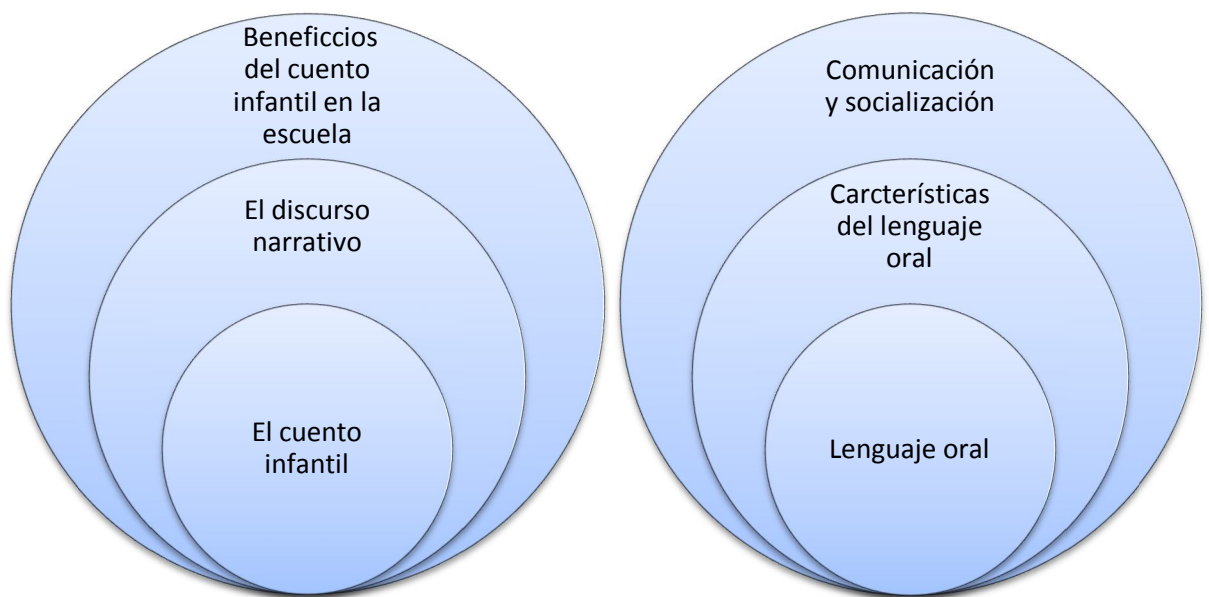 Beneficcios
del cuento
infantil en la
escuela
El discurso
narrativo
El cuento
infantil
Comunicación
y socialización
Carcterísticas
del lenguaje
oral
Lenguaje oral